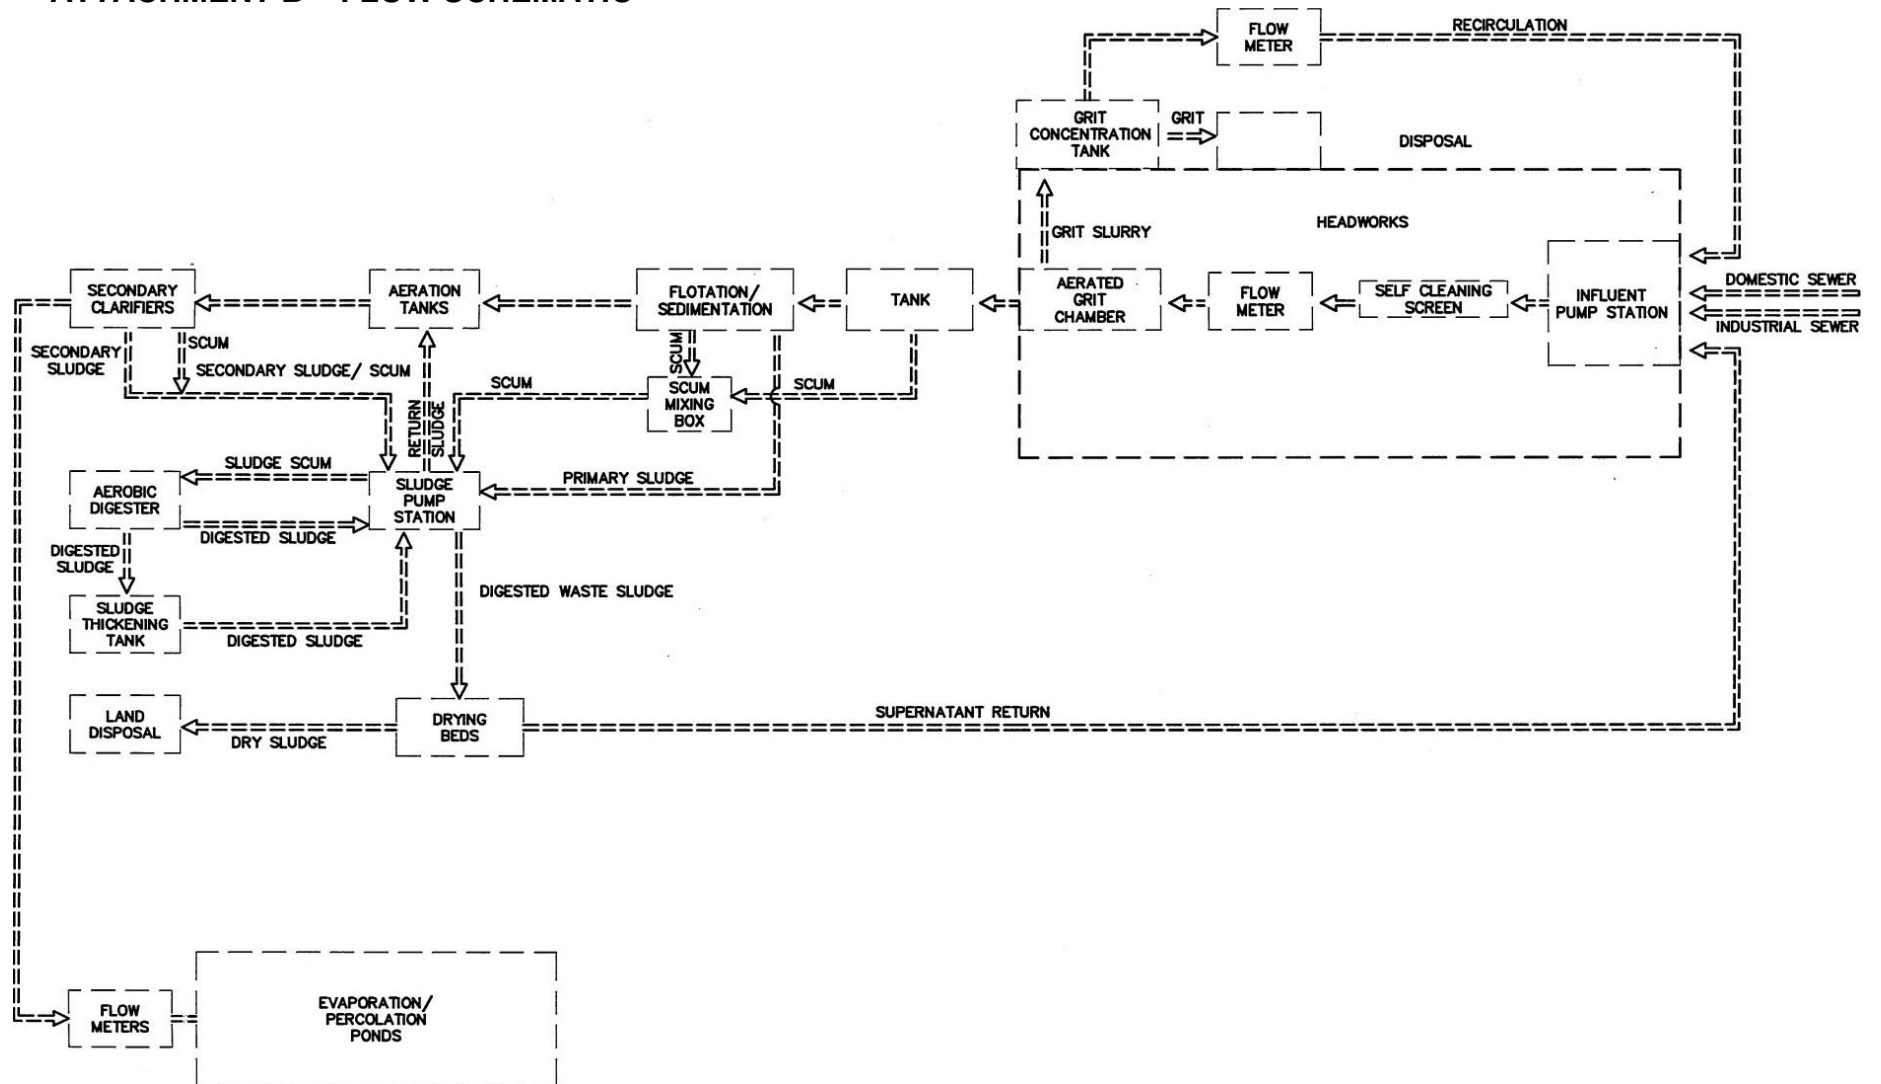 ATTACHMENT B - FLOW SCHEMATIC
FLOW
METER
RECIRCULATION
GRIT
CONCENTRATION
TANK
GRIT
DISPOSAL
HEADWORKS
GRIT SLURRY
SECONDARY
CLARIFIERS
AERATION
TANKS
FLOTATION/
SEDIMENTATION
TANK
AERATED
GRIT
CHAMBER
FLOW
METER
SELF CLEANING
SCREEN
INFLUENT
PUMP STATION
DOMESTIC SEWER
INDUSTRIAL SEWER
SECONDARY
SLUDGE
SCUM
SECONDARY SLUDGE/ SCUM
RETURN
SLUDGE
SCUM
SCUM
SCUM
MIXING
BOX
SCUM
SLUDGE SCUM
AEROBIC
DIGESTER
SLUDGE
PUMP
STATION
PRIMARY SLUDGE
DIGESTED SLUDGE
DIGESTED
SLUDGE
DIGESTED WASTE SLUDGE
SLUDGE
THICKENING
TANK
DIGESTED SLUDGE
LAND
DISPOSAL
DRY SLUDGE
DRYING
BEDS
SUPERNATANT RETURN
FLOW
METERS
EVAPORATION/
PERCOLATION
PONDS